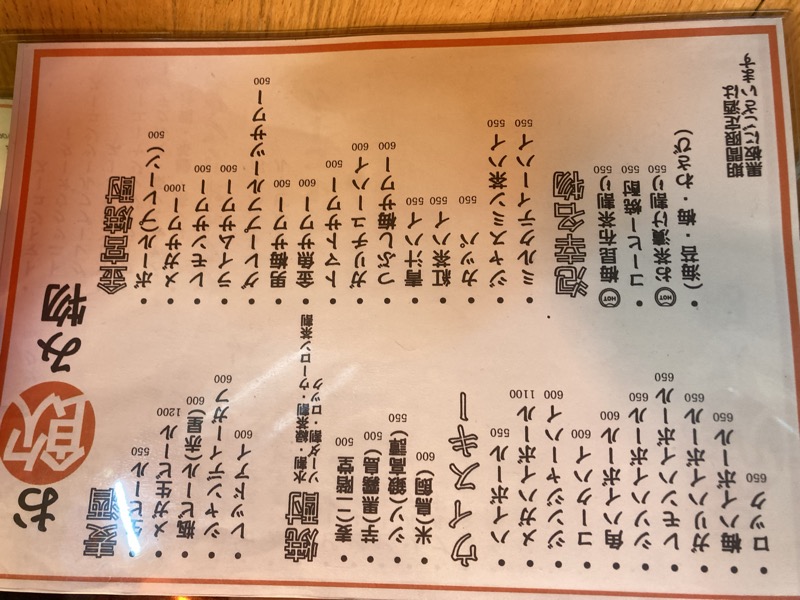 お飲み物
麦酒
・生ビール 550
・メガ生ビール 1200
・瓶ビール(赤星) 600
・シャンディーガフ 600
・レッドアイ 600
焼酎 水割・緑茶割・ウーロン茶割
ソーダ割・ロック
・麦(二階堂 500
・芋(黒霧島) 500
・シソ(鍛高譚) 550
・米(鳥飼) 600
ウィスキー
・ハイボール 550
・メガハイボール 1100
・ジンジャーハイ 600
・コークハイ 600
・角ハイボール 600
・シソハイボール 650
・レモンハイボール 650
・ガリハイボール 650
・梅ハイボール 650
・ロック 650
金宮焼酎
・ボール(プレーン) 500
・メガサワー 1000
・レモンサワー 500
・ライムサワー 500
・グレープフルーツサワー 500
・男梅サワー 500
・金魚サワー 600
・トマトサワー 500
・ガリチューハイ 600
・つぶし梅サワー 600
・青汁ハイ 550
・紅茶ハイ 550
・カッパ 550
・ジャスミン茶ハイ 550
・ミルクティーハイ 550
泡幸名物
HOT 梅昆布茶割り 550
・コーヒー焼酎 550
HOT お茶漬け割り 550
・(海苔・梅・わさび)
期間限定酒は
黒板にございます